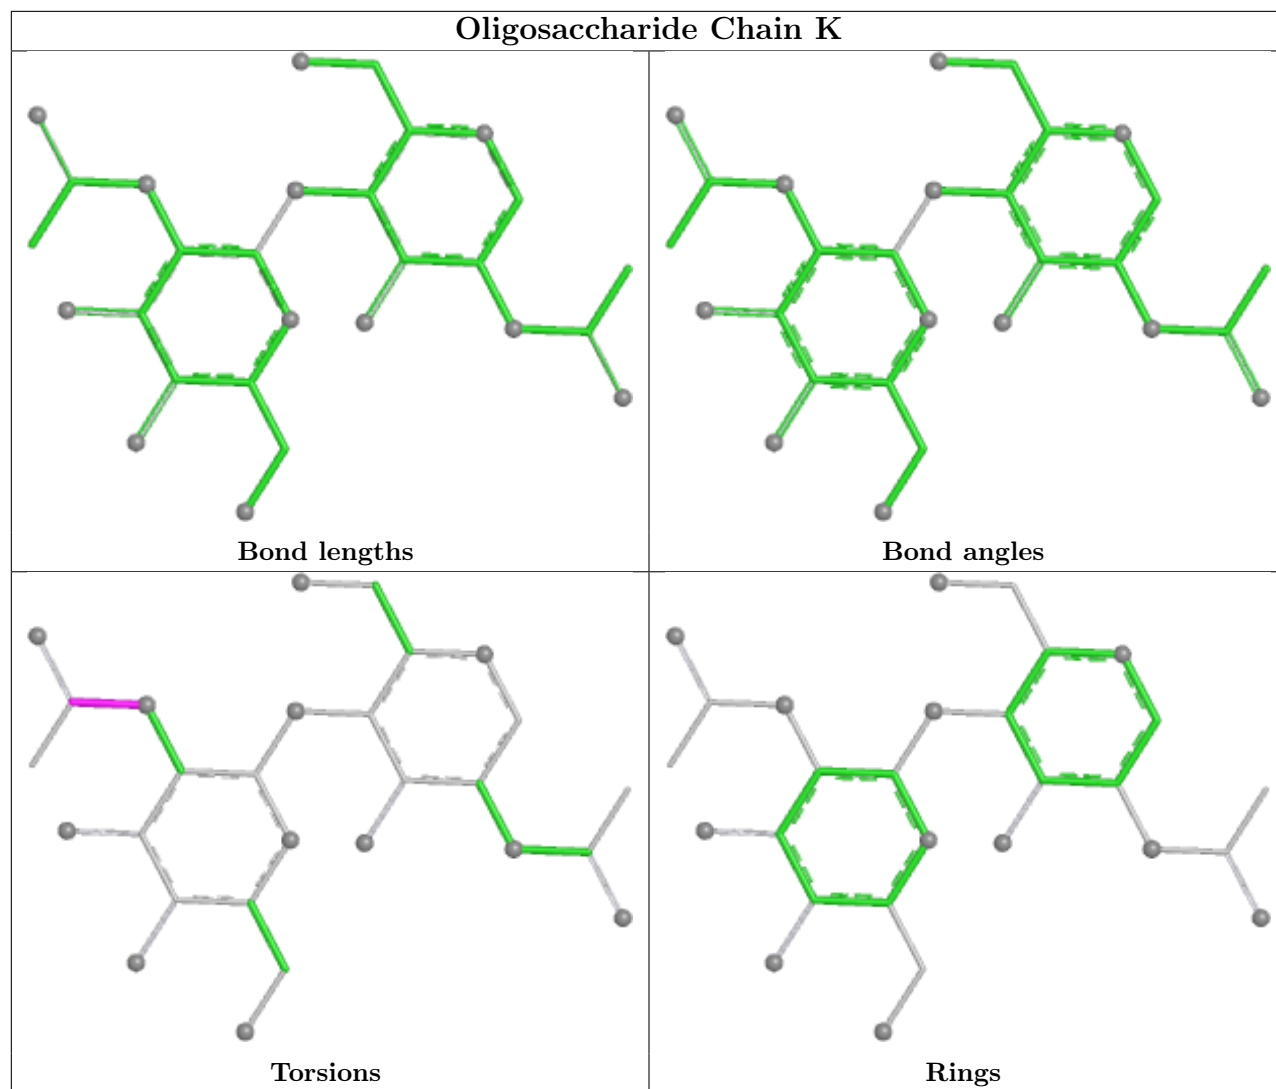 Oligosaccharide Chain K
Bond lengths
Bond angles
Torsions
Rings